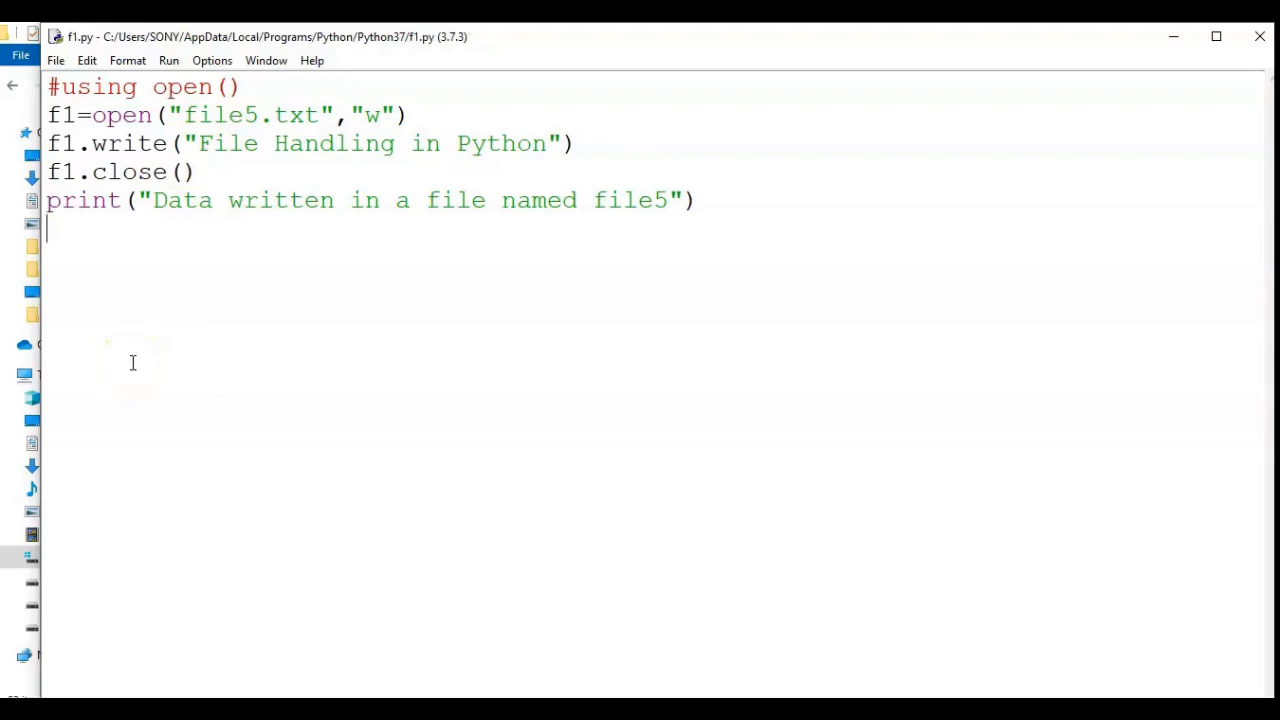 f1.py - C:/Users/SONY/AppData/Local/Programs/Python/Python37/f1.py (3.7.3)
File
File Edit Format Run Options Window Help
#using open()
f1=open("file5.txt","w")
f1.write("File Handling in Python")
f1.close()
print("Data written in a file named file5")